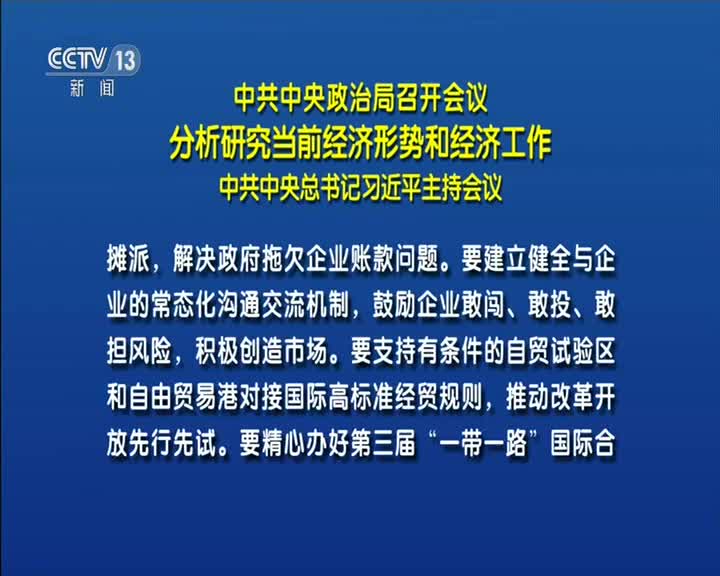 CCTV 13
新闻
中共中央政治局召开会议
分析研究当前经济形势和经济工作
中共中央总书记习近平主持会议
摊派，解决政府拖欠企业账款问题。要建立健全与企
业的常态化沟通交流机制，鼓励企业敢闯、敢投、敢
担风险，积极创造市场。要支持有条件的自贸试验区
和自由贸易港对接国际高标准经贸规则，推动改革开
放先行先试。要精心办好第三届“一带一路”国际合